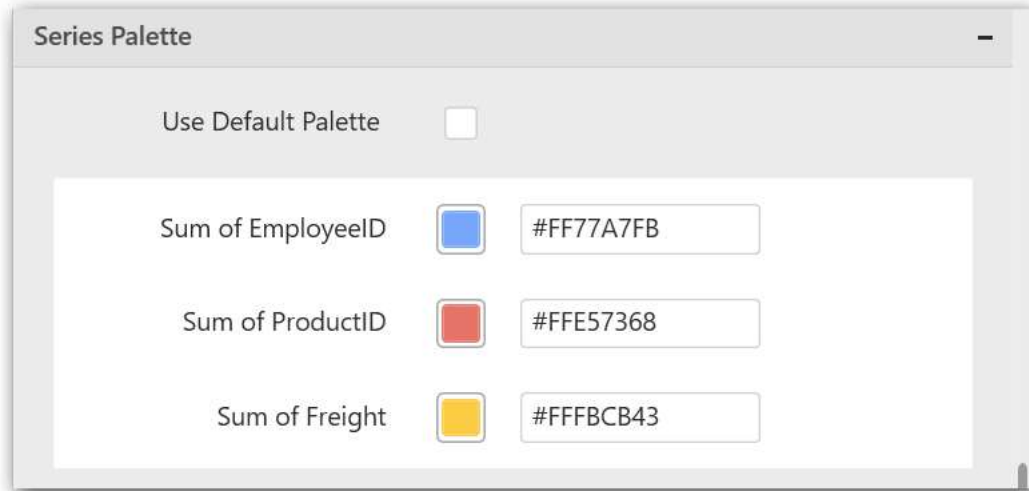 Series Palette
Use Default Palette
Sum of EmployeeID #FF77A7FB
Sum of ProductID #FFE57368
Sum of Freight #FFFBCB43